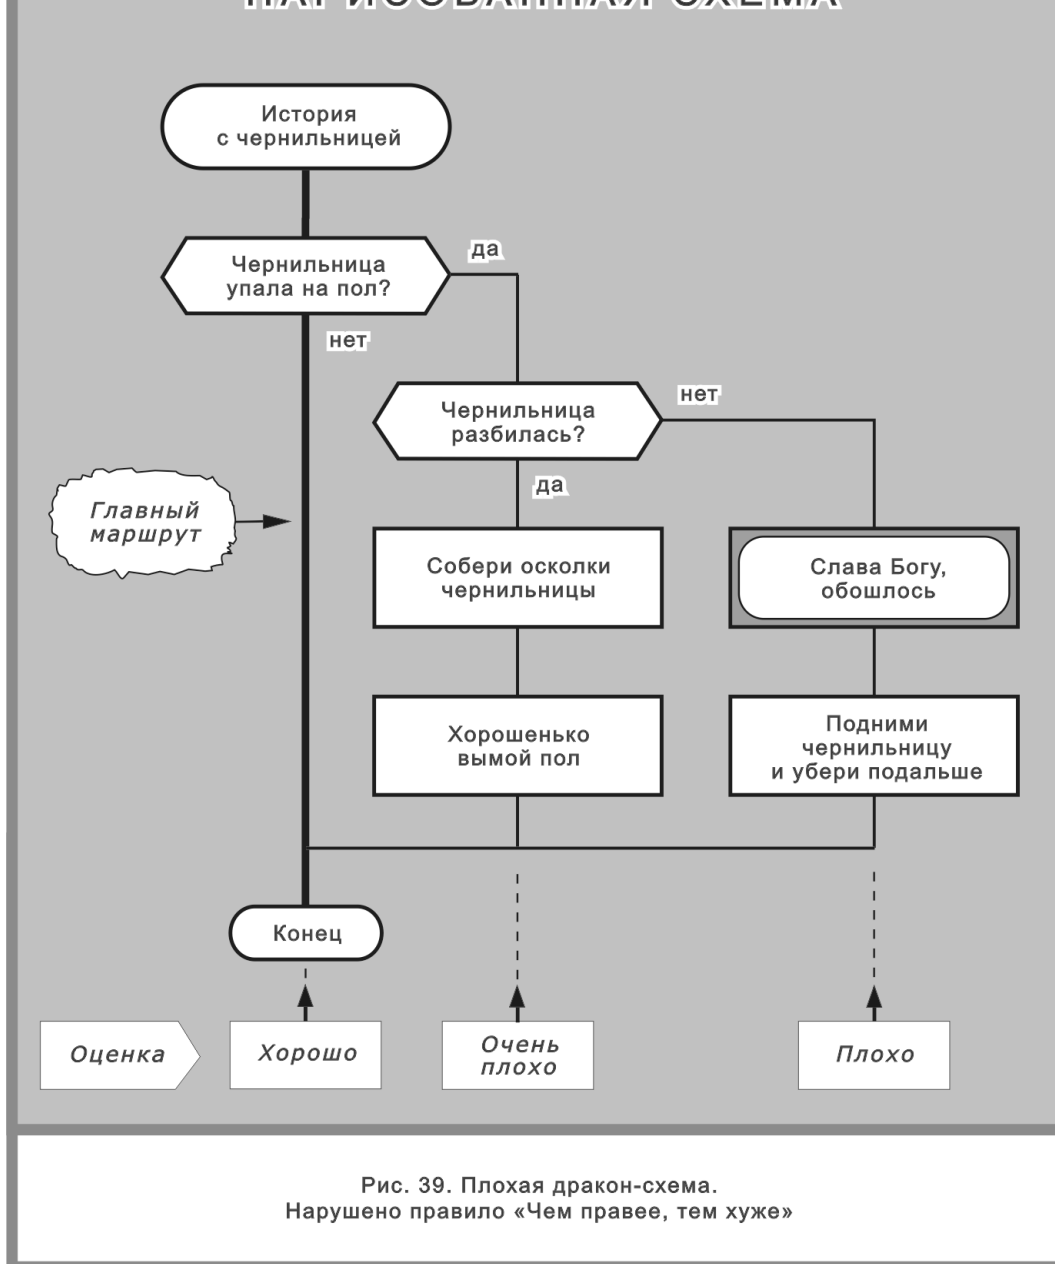 История
с чернильницей
Чернильница
упала на пол?
да
нет
Чернильница
разбилась?
нет
да
Главный
маршрут
Собери осколки
чернильницы
Слава Богу,
обошлось
Хорошенько
вымой пол
Подними
чернильницу
и убери подальше
Конец
Оценка
Хорошо
Очень
плохо
Плохо
Рис. 39. Плохая дракон-схема.
Нарушено правило «Чем правее, тем хуже»